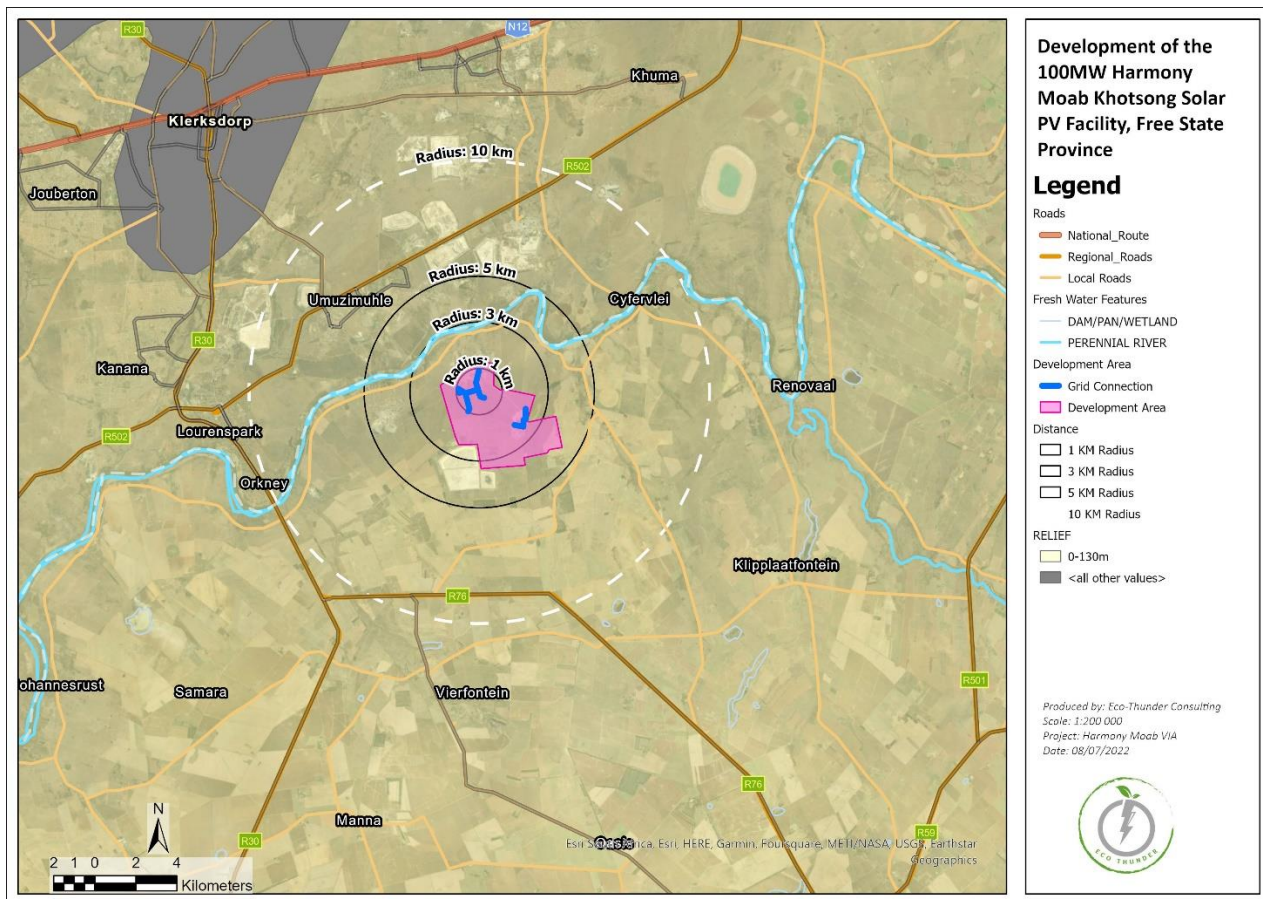 R30
N12
Khuma
Klerksdorp
Radius: 10 km
R502
Jouberton
Radius: 5 km
Umuzimuhle
Cyfervlei
Radius: 3 km
R30
Kanana
Radius: 1 km
Renovaal
R502
Lourenspark
Orkney
Klipplaatfontein
R76
Johannesrust
Samara
Vierfontein
R501
R76
Manna
R30
R59
Esri South Africa, Esri, HERE, Garmin, Foursquare, METI/NASA, USGS, Earthstar
Geographics
N
2 1 0 2 4
Kilometers
Development of the
100MW Harmony
Moab Khotsong Solar
PV Facility, Free State
Province
Legend
Roads
National_Route
Regional_Roads
Local Roads
Fresh Water Features
DAM/PAN/WETLAND
PERENNIAL RIVER
Development Area
Grid Connection
Development Area
Distance
1 KM Radius
3 KM Radius
5 KM Radius
10 KM Radius
RELIEF
0-130m
<all other values>
Produced by: Eco-Thunder Consulting
Scale: 1:200 000
Project: Harmony Moab VIA
Date: 08/07/2022
ECO THUNDER